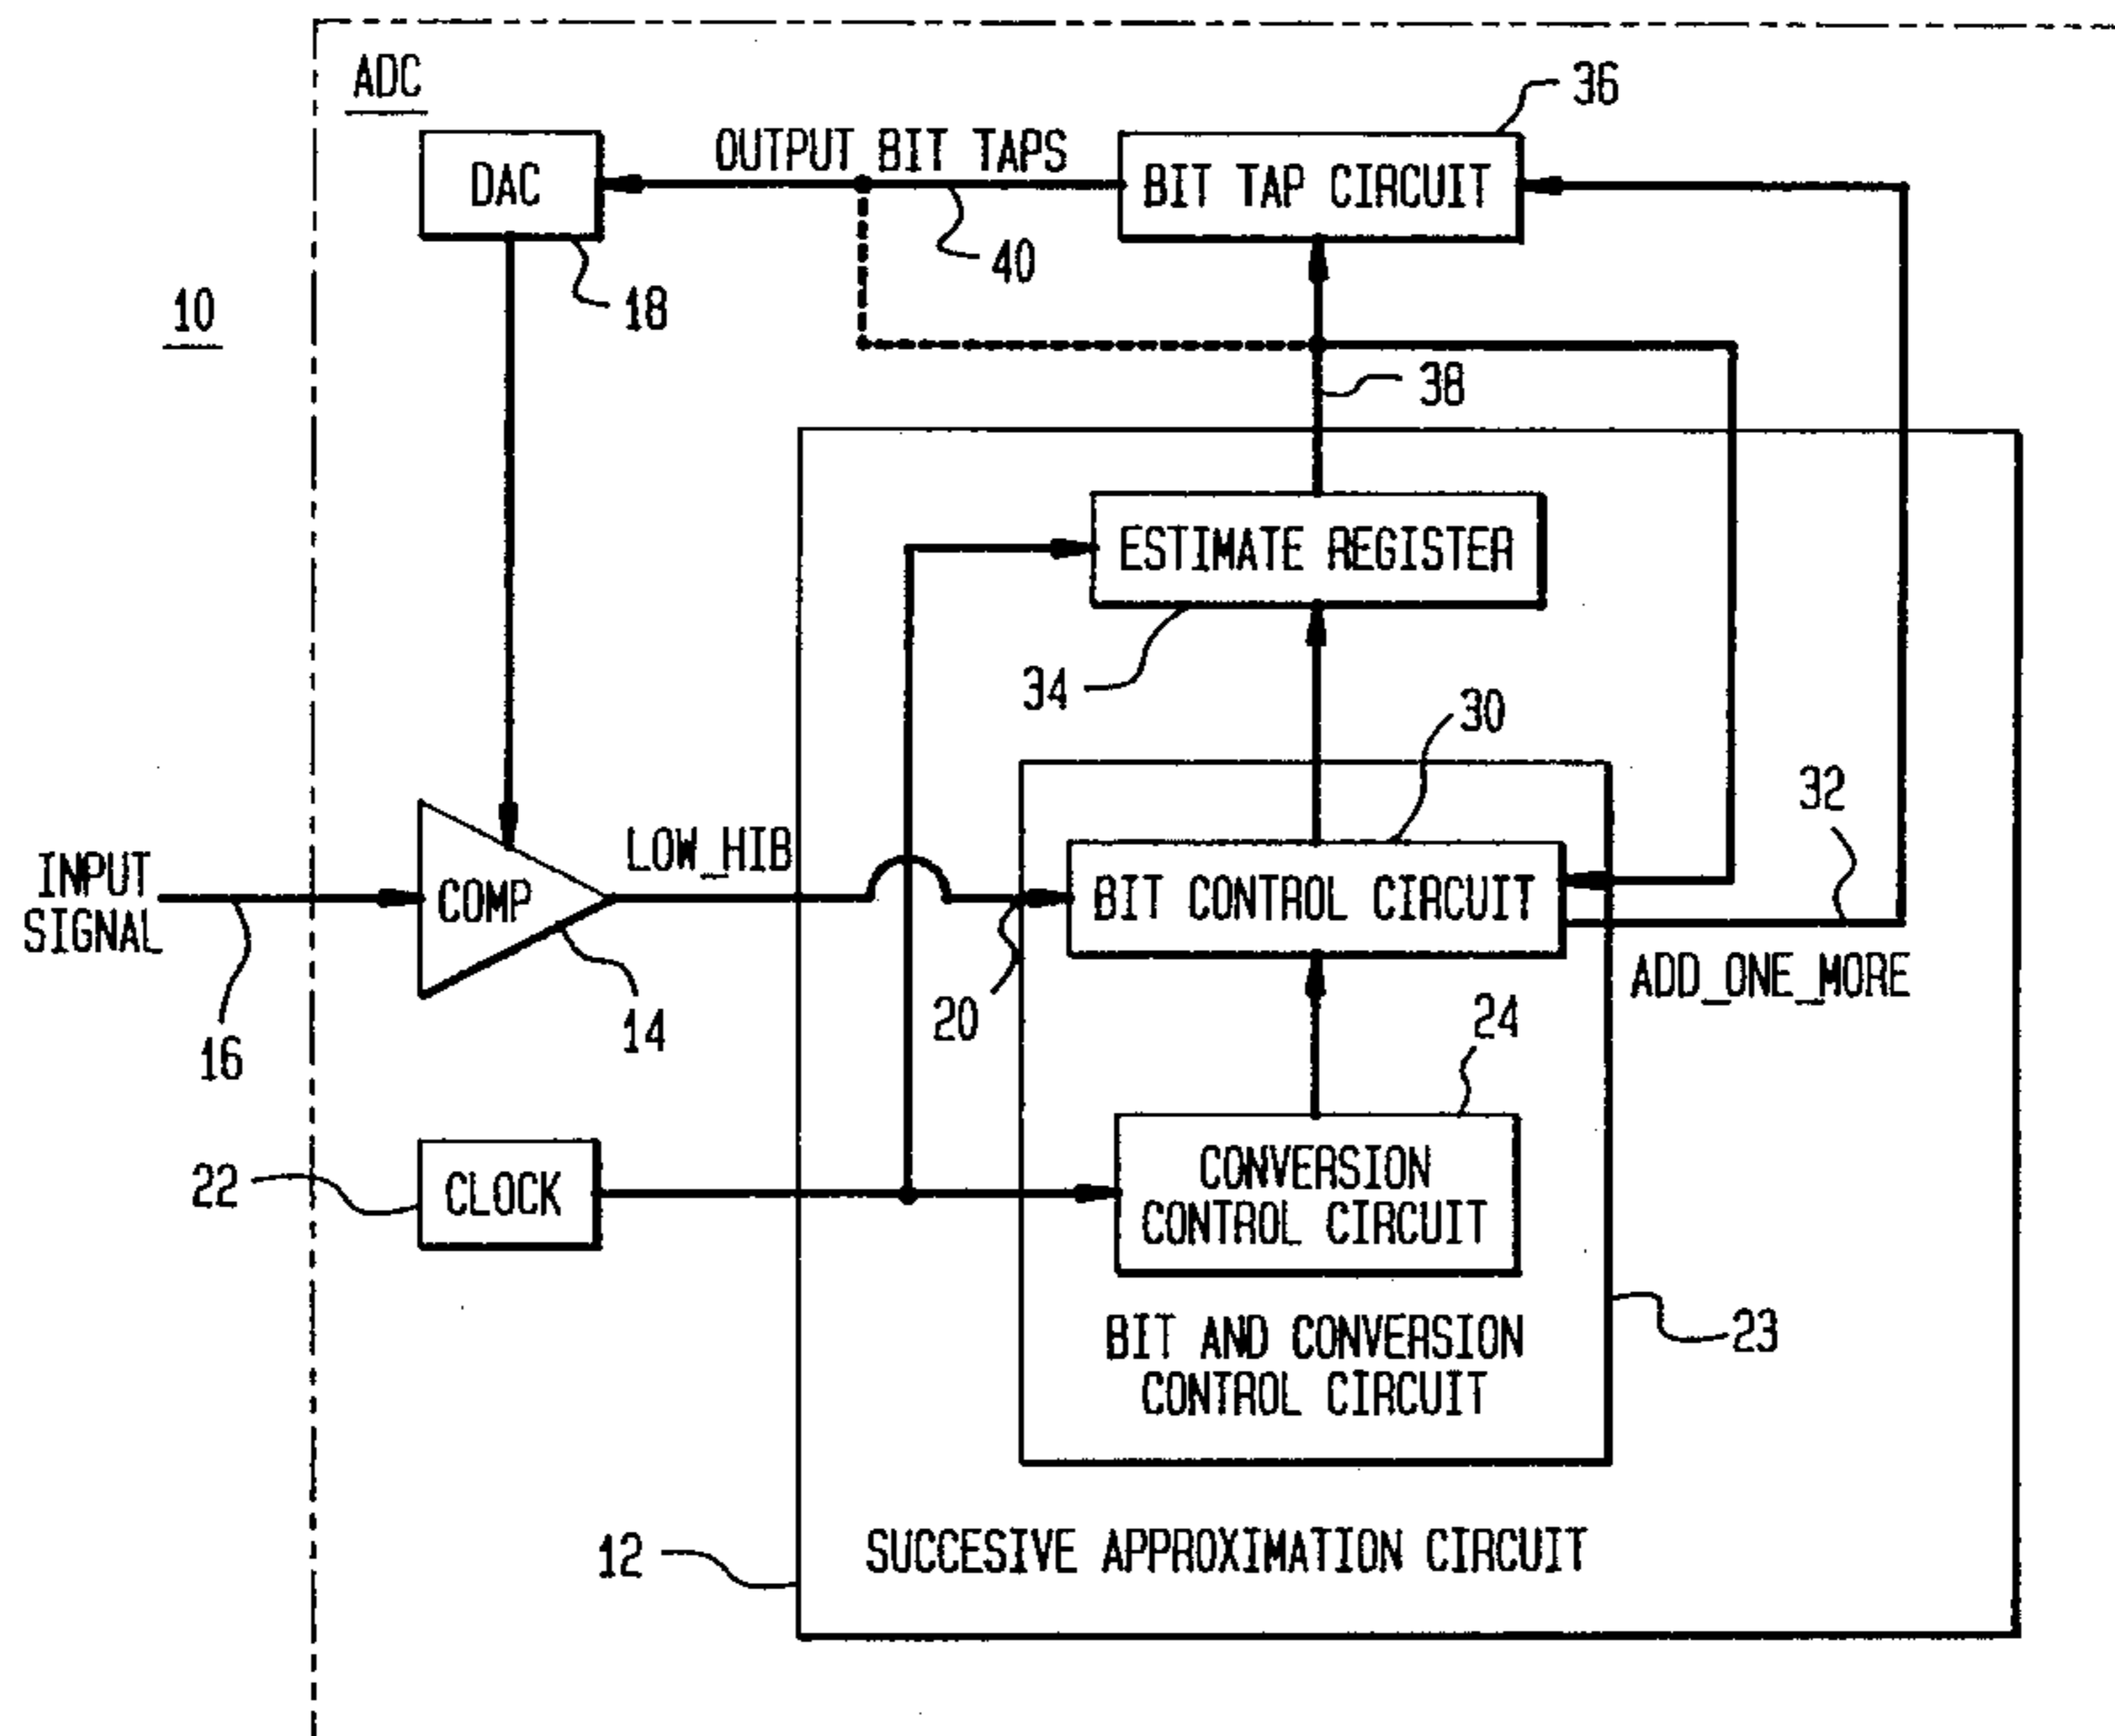 ADC
36
DAC
OUTPUT BIT TAPS
BIT TAP CIRCUIT
40
18
10
38
ESTIMATE REGISTER
34
30
32
LOW_HIB
INPUT
SIGNAL
COMP
BIT CONTROL CIRCUIT
ADD_ONE_MORE
20
24
14
16
CONVERSION
CONTROL CIRCUIT
22
CLOCK
BIT AND CONVERSION
CONTROL CIRCUIT
23
12
SUCCESIVE APPROXIMATION CIRCUIT